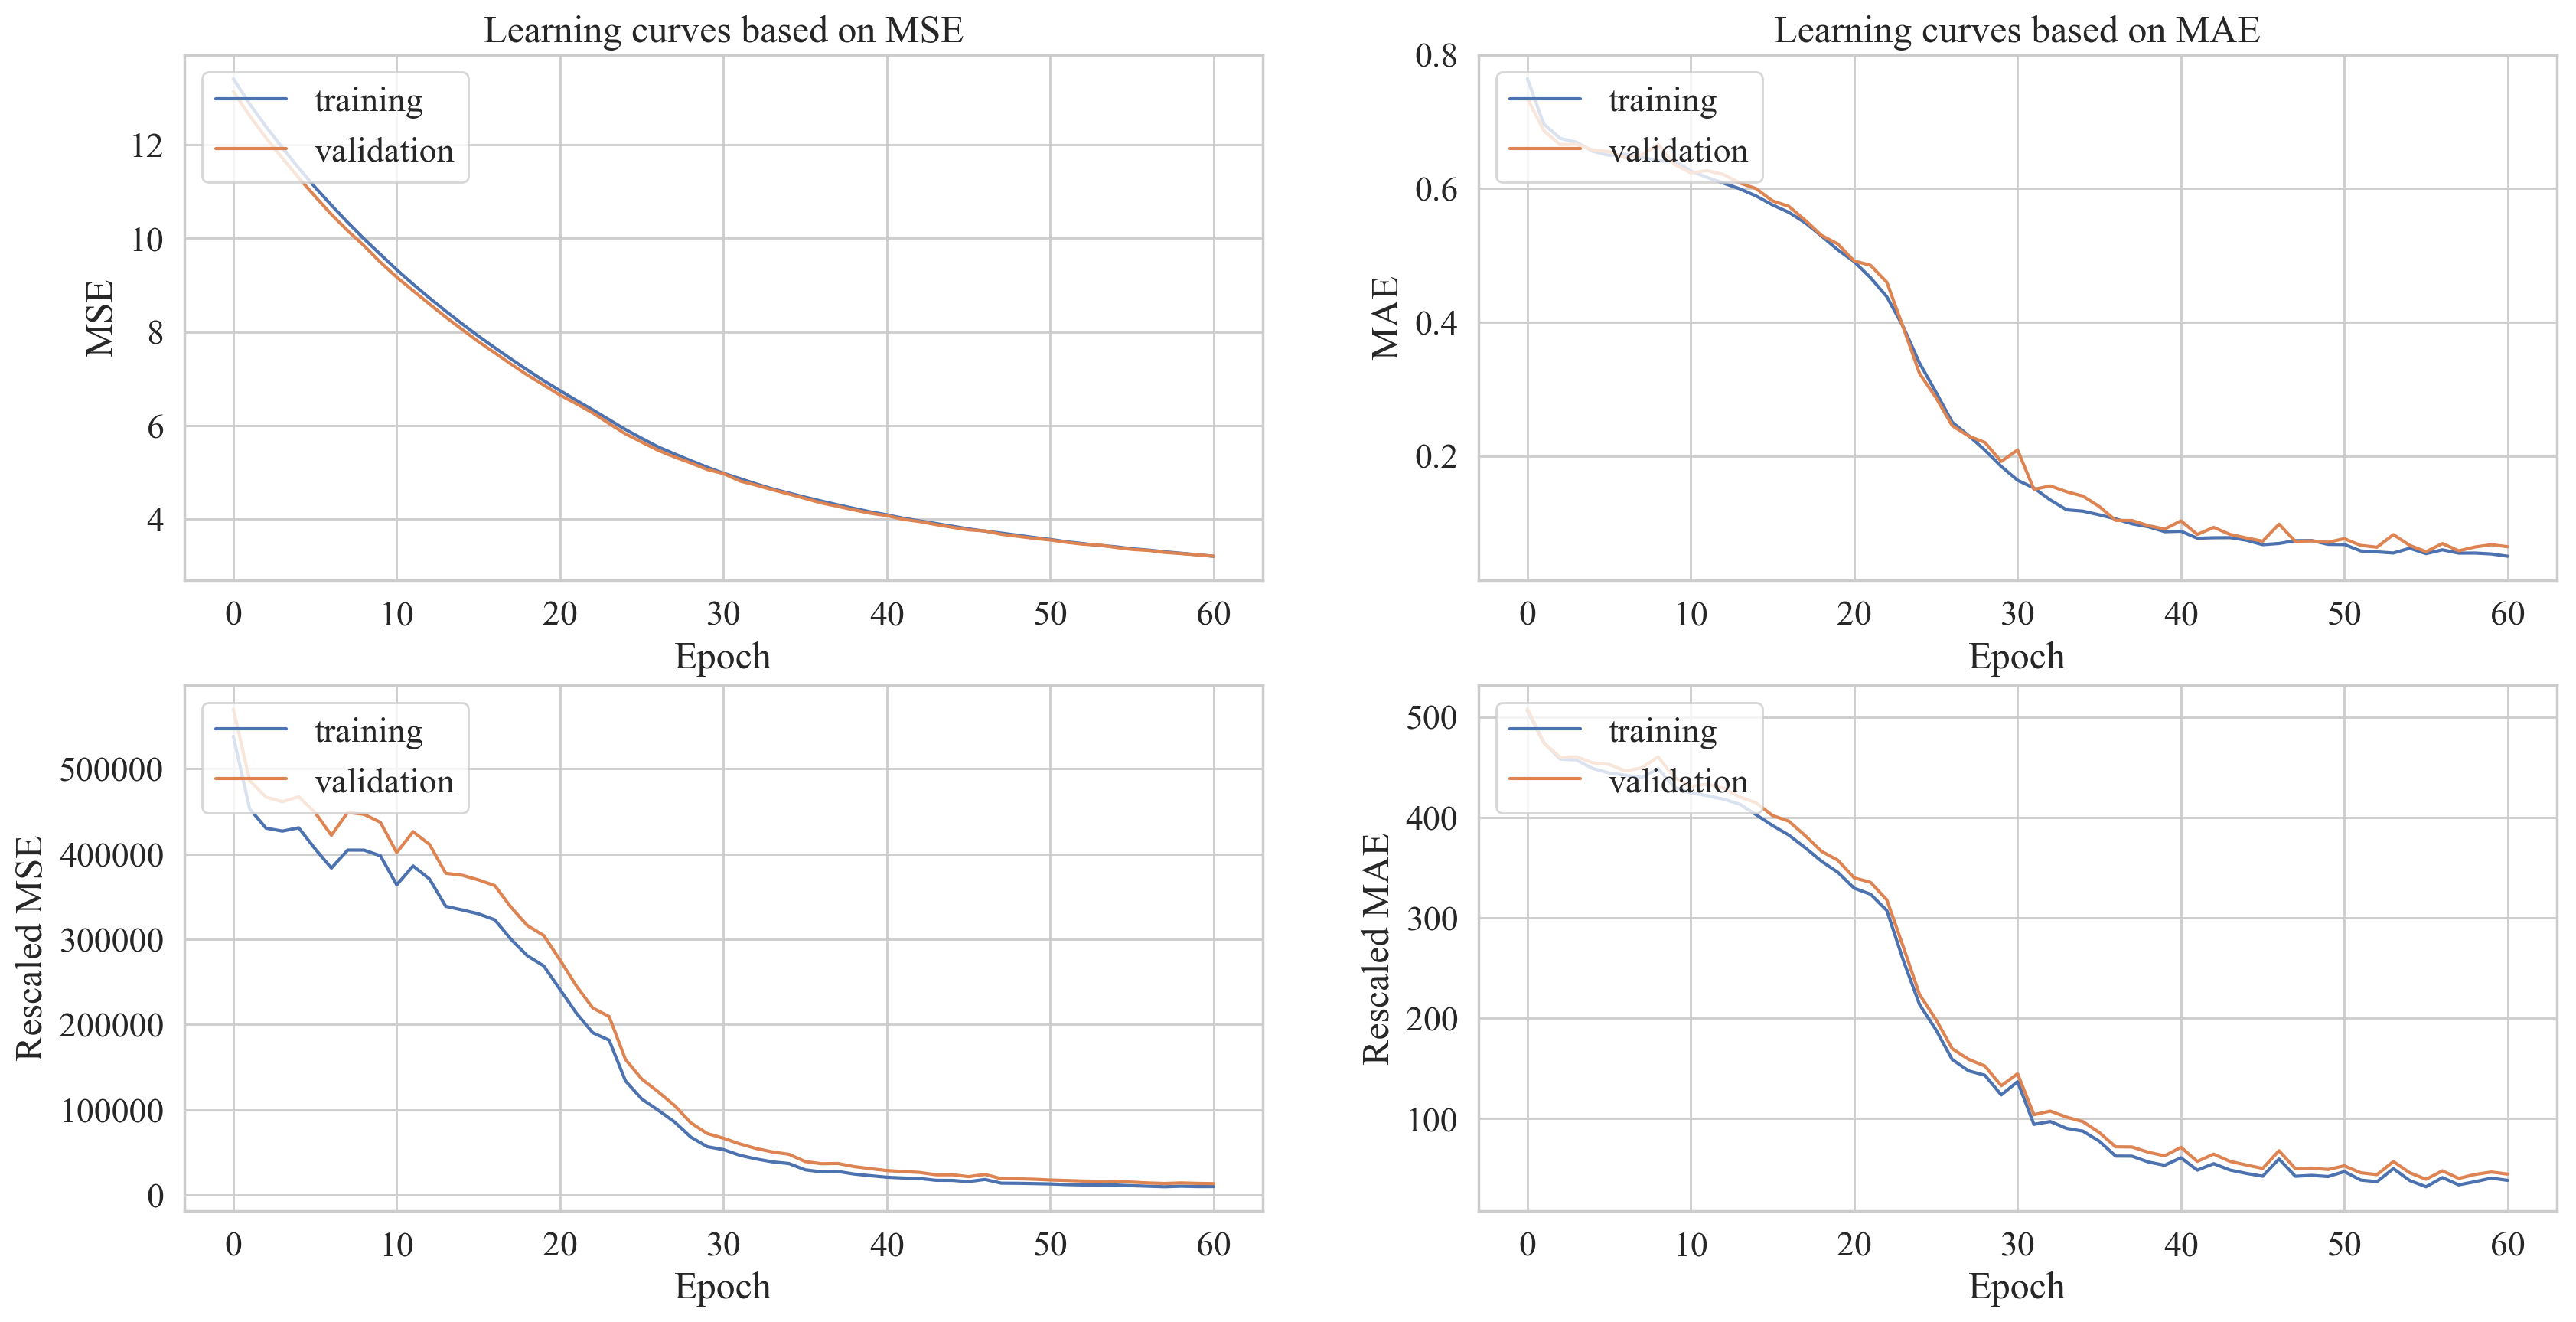 Learning curves based on MSE
training
validation
12
10
8
6
4
MSE
0 10 20 30 40 50 60
Epoch
Learning curves based on MAE
training
validation
0.8
0.6
0.4
0.2
MAE
0 10 20 30 40 50 60
Epoch
training
validation
500000
400000
300000
200000
100000
0
Rescaled MSE
0 10 20 30 40 50 60
Epoch
training
validation
500
400
300
200
100
Rescaled MAE
0 10 20 30 40 50 60
Epoch